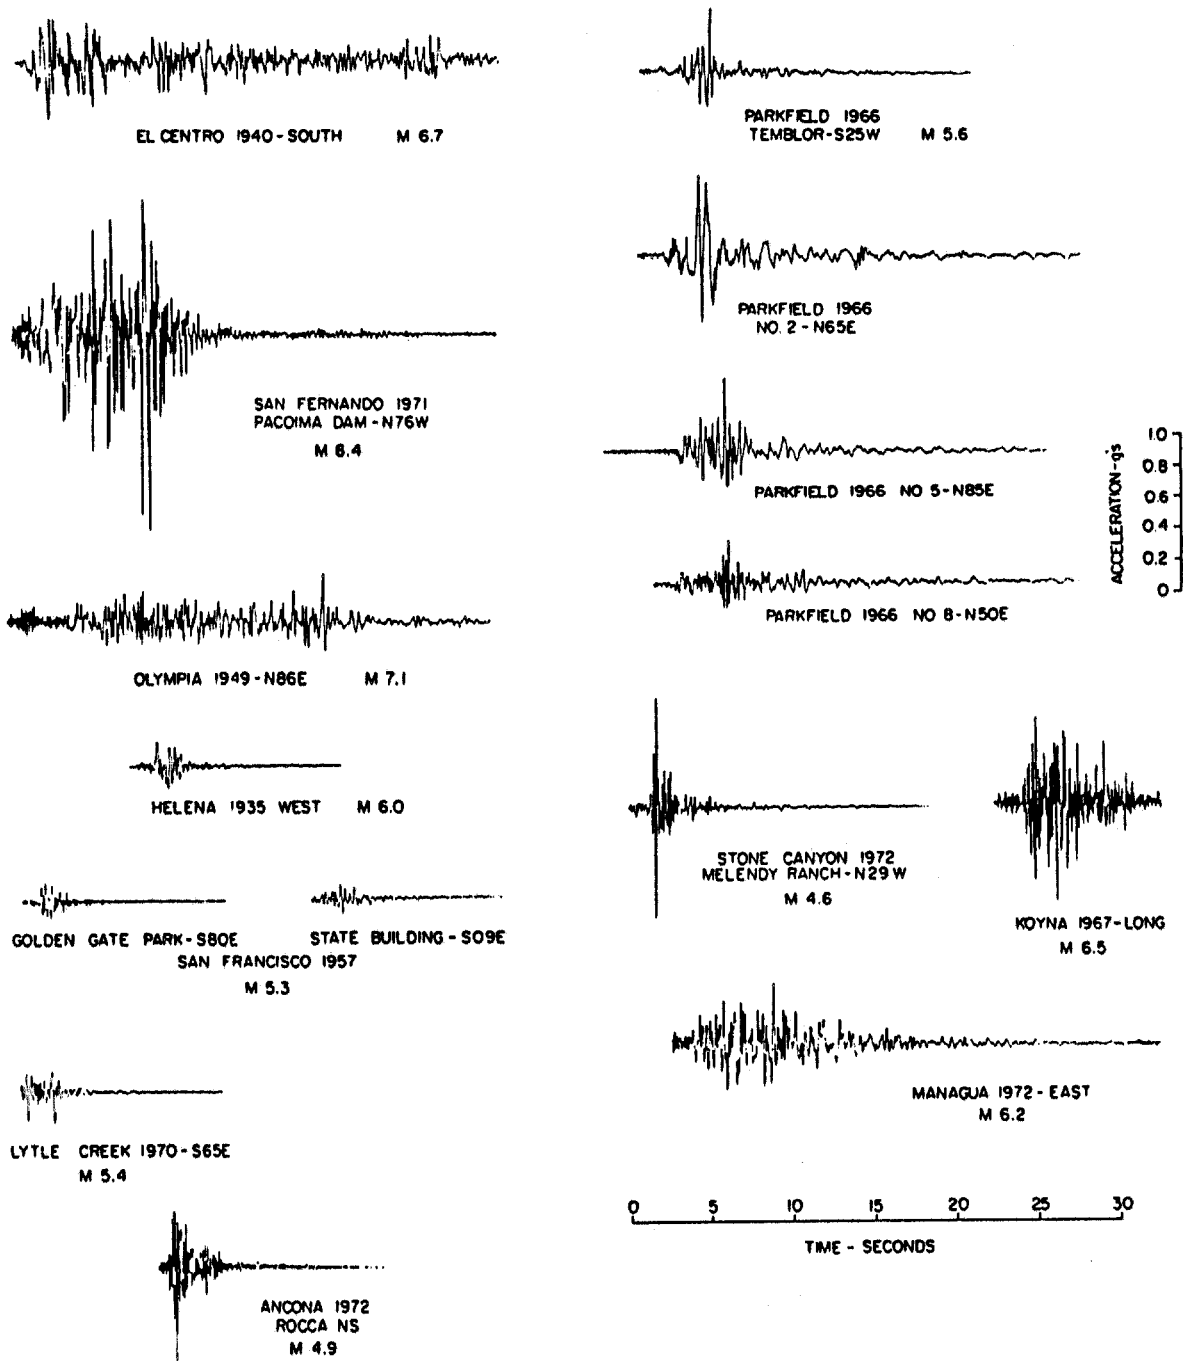 EL CENTRO 1940-SOUTH M 6.7
SAN FERNANDO 1971
PACOIMA DAM-N76W
M 6.4
OLYMPIA 1949-N86E M 7.1
HELENA 1935 WEST M 6.0
GOLDEN GATE PARK-S80E STATE BUILDING-S09E
SAN FRANCISCO 1957
M 5.3
LYTLE CREEK 1970-S65E
M 5.4
ANCONA 1972
ROCCA NS
M 4.9
PARKFIELD 1966
TEMBLOR-S25W M 5.6
PARKFIELD 1966
NO. 2-N65E
PARKFIELD 1966 NO 5-N85E
PARKFIELD 1966 NO 8-N50E
ACCELERATION-g's
1.0
0.8
0.6
0.4
0.2
0
STONE CANYON 1972
MELENDY RANCH-N29W
M 4.6
KOYNA 1967-LONG
M 6.5
MANAGUA 1972-EAST
M 6.2
0 5 10 15 20 25 30
TIME - SECONDS